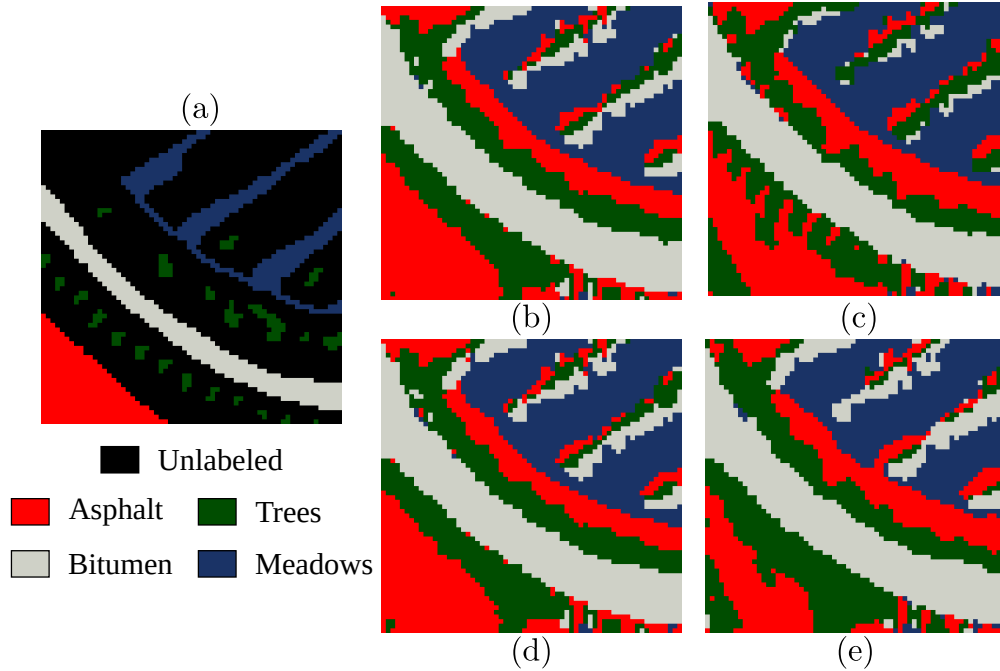 (a)
Unlabeled
Asphalt
Trees
Bitumen
Meadows
(b)
(c)
(d)
(e)